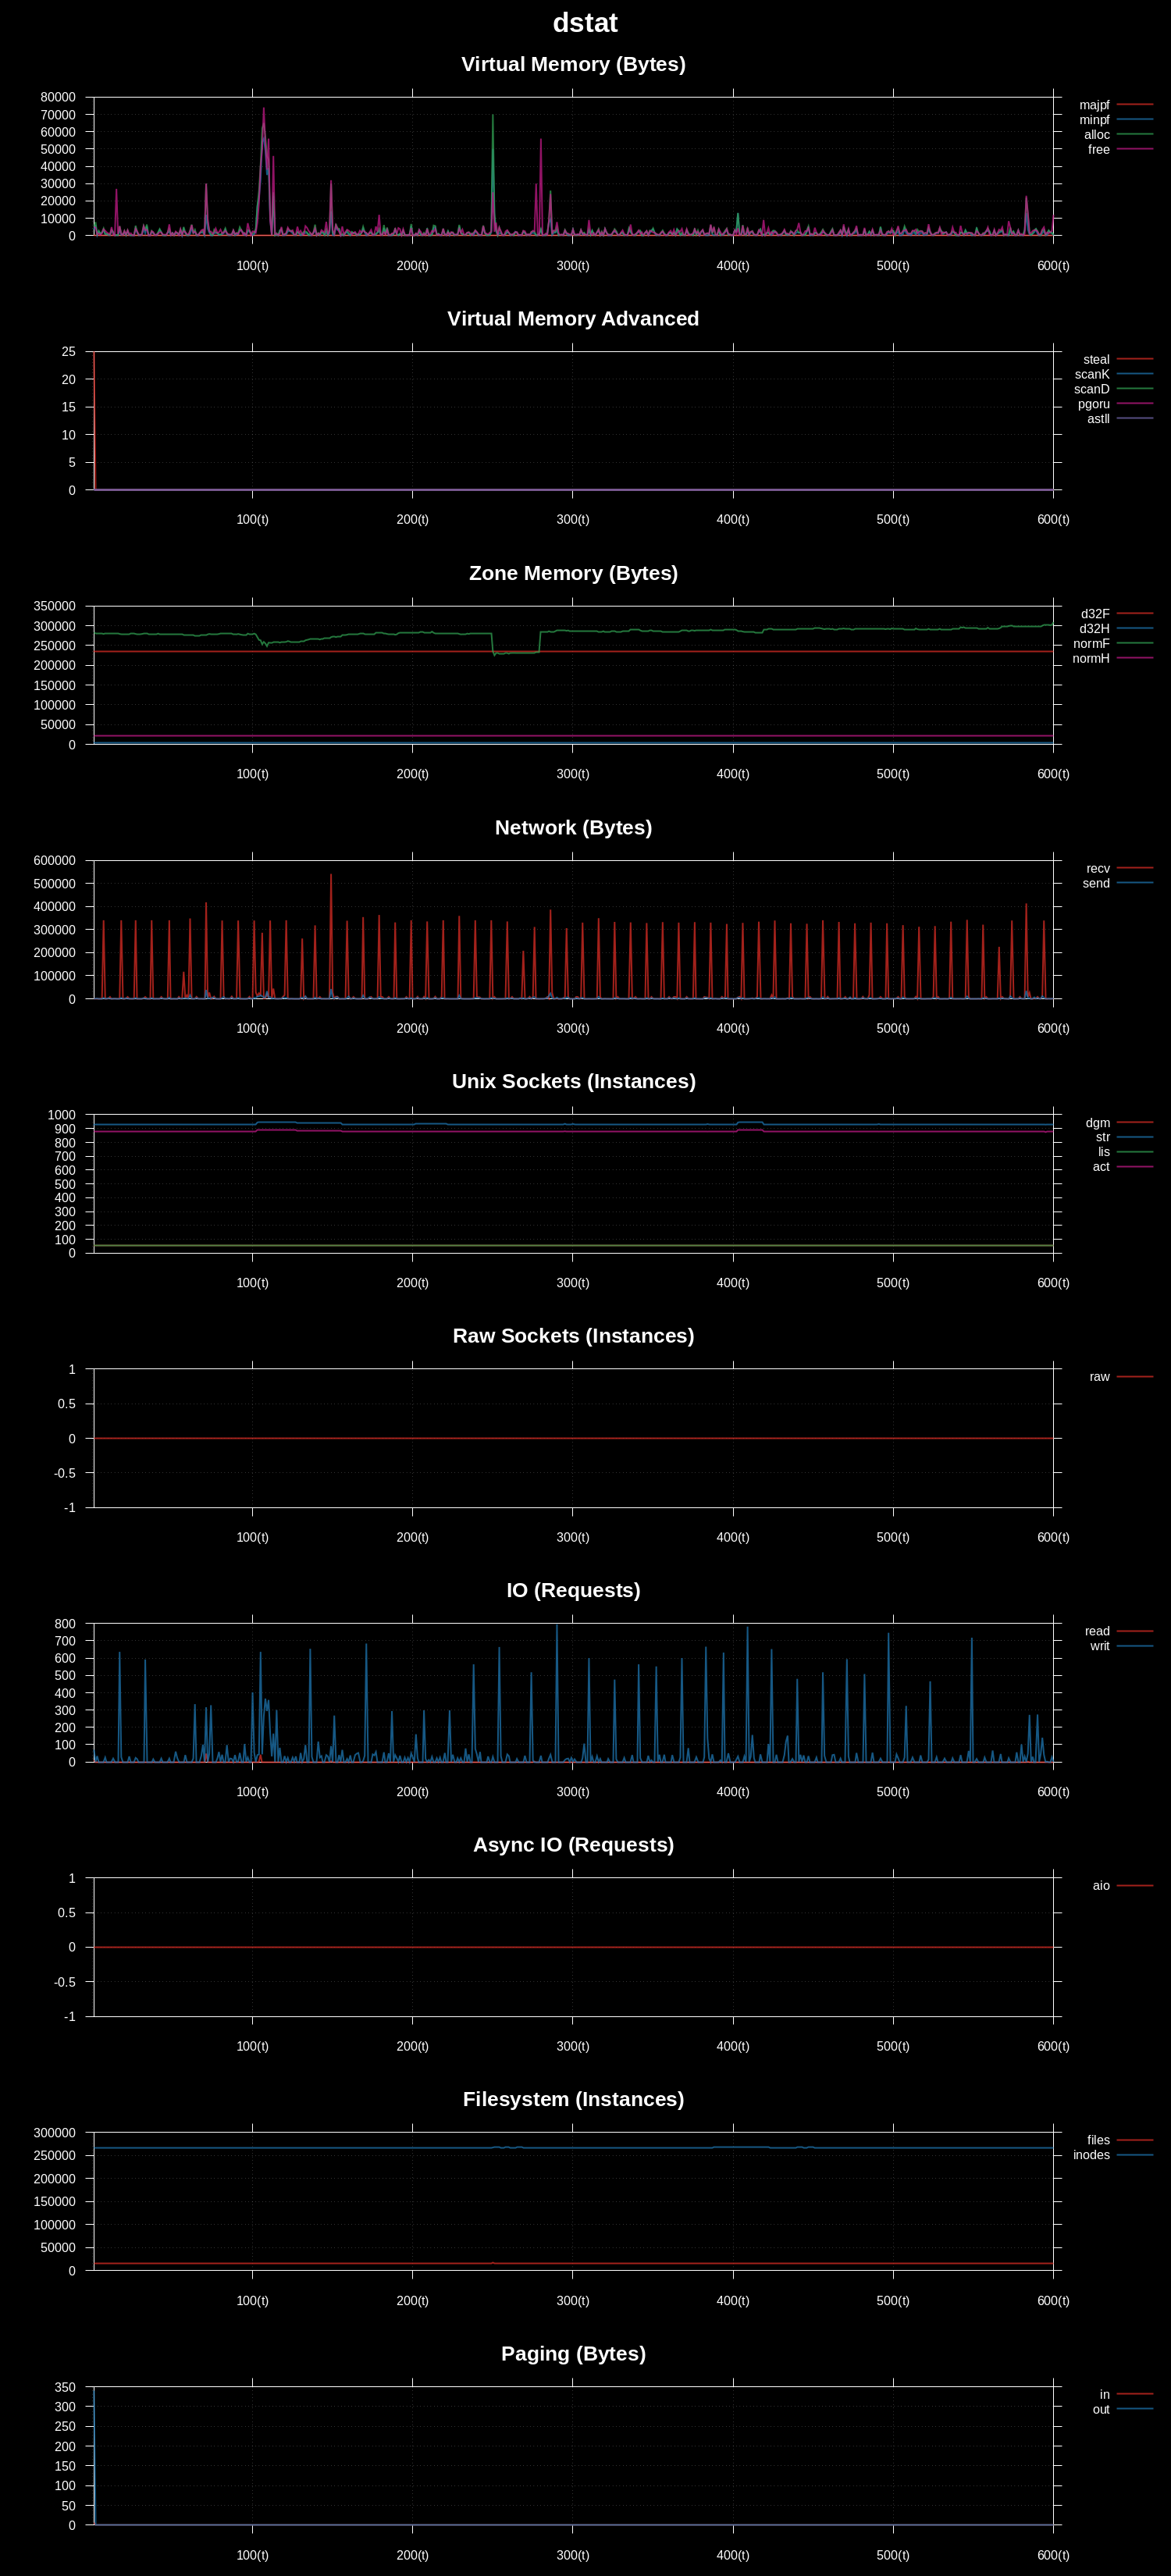 dstat
Virtual Memory (Bytes)
80000
70000
60000
50000
40000
30000
20000
10000
0
100(t) 200(t) 300(t) 400(t) 500(t) 600(t)
majpf
minpf
alloc
free
Virtual Memory Advanced
25
20
15
10
5
0
100(t) 200(t) 300(t) 400(t) 500(t) 600(t)
steal
scanK
scanD
pgoru
astll
Zone Memory (Bytes)
350000
300000
250000
200000
150000
100000
50000
0
100(t) 200(t) 300(t) 400(t) 500(t) 600(t)
d32F
d32H
normF
normH
Network (Bytes)
600000
500000
400000
300000
200000
100000
0
100(t) 200(t) 300(t) 400(t) 500(t) 600(t)
recv
send
Unix Sockets (Instances)
1000
900
800
700
600
500
400
300
200
100
0
100(t) 200(t) 300(t) 400(t) 500(t) 600(t)
dgm
str
lis
act
Raw Sockets (Instances)
1
0.5
0
-0.5
-1
100(t) 200(t) 300(t) 400(t) 500(t) 600(t)
raw
IO (Requests)
800
700
600
500
400
300
200
100
0
100(t) 200(t) 300(t) 400(t) 500(t) 600(t)
read
writ
Async IO (Requests)
1
0.5
0
-0.5
-1
100(t) 200(t) 300(t) 400(t) 500(t) 600(t)
aio
Filesystem (Instances)
300000
250000
200000
150000
100000
50000
0
100(t) 200(t) 300(t) 400(t) 500(t) 600(t)
files
inodes
Paging (Bytes)
350
300
250
200
150
100
50
0
100(t) 200(t) 300(t) 400(t) 500(t) 600(t)
in
out